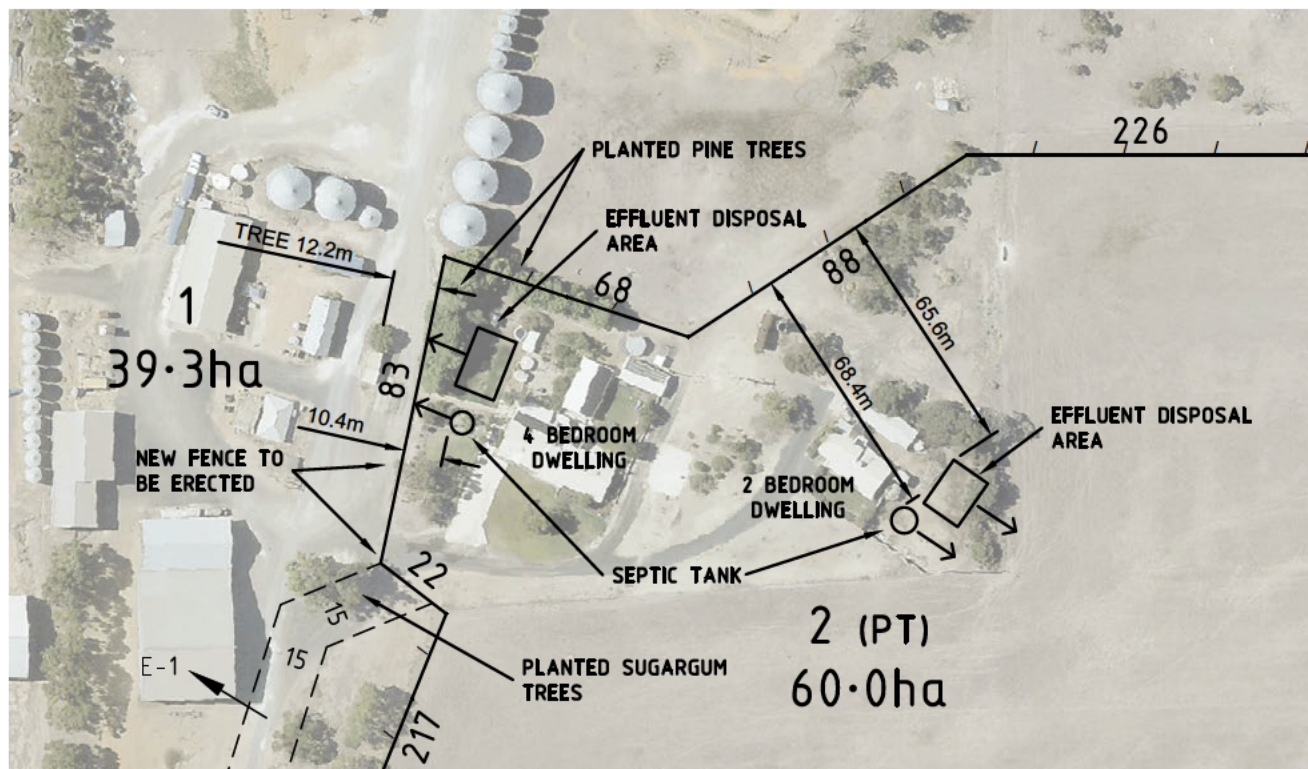 226
PLANTED PINE TREES
EFFLUENT DISPOSAL
AREA
TREE 12.2m
68
88
1
39·3ha
83
65.6m
68.4m
10.4m
4 BEDROOM
DWELLING
EFFLUENT DISPOSAL
AREA
NEW FENCE TO
BE ERECTED
2 BEDROOM
DWELLING
22
SEPTIC TANK
15
15
2 (PT)
60·0ha
E-1
PLANTED SUGARGUM
TREES
217